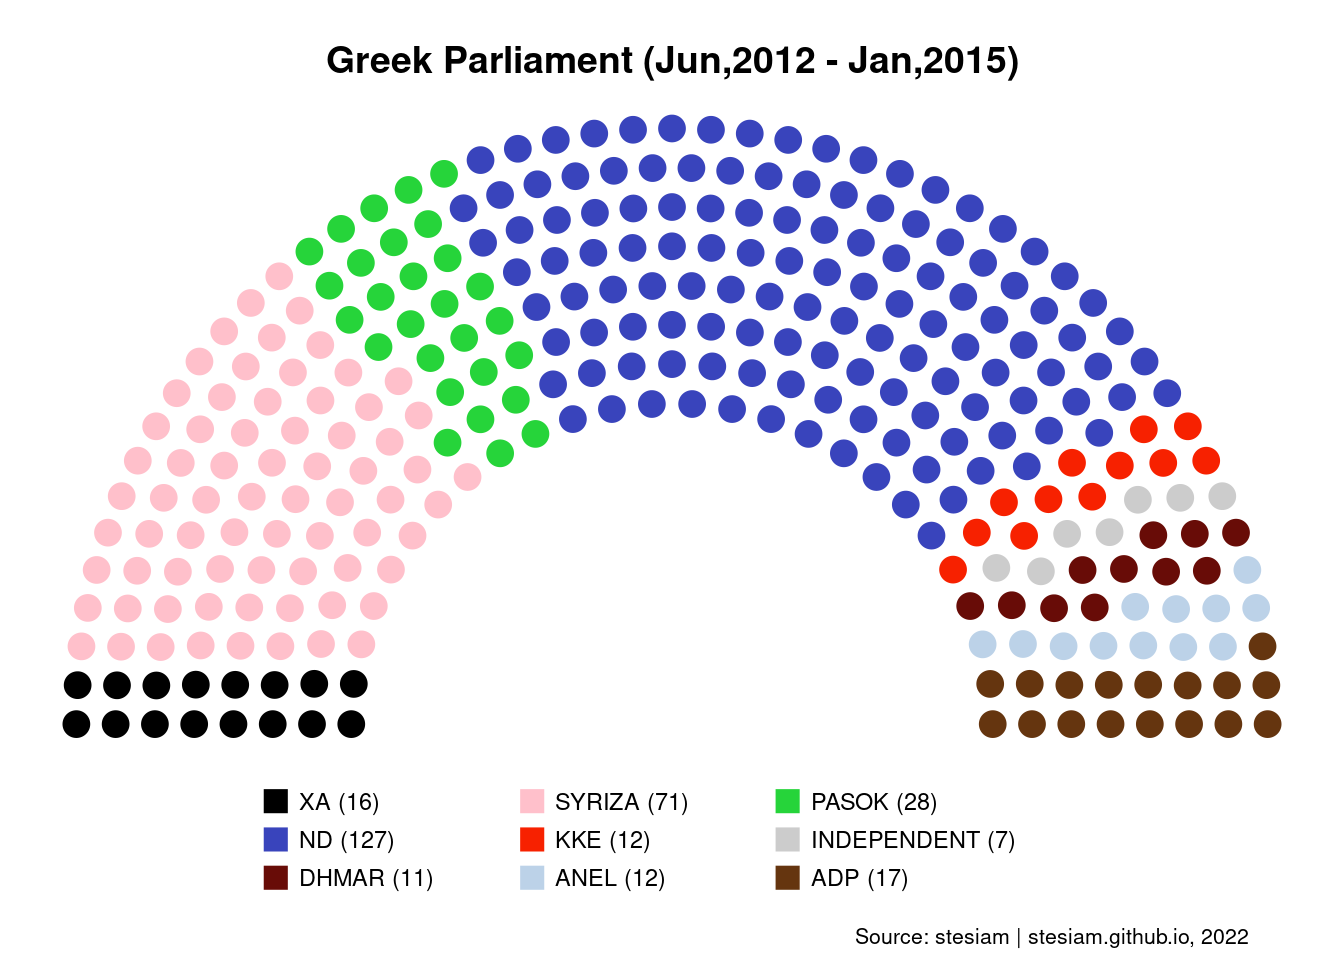 Greek Parliament (Jun,2012 - Jan,2015)
XA (16)
SYRIZA (71)
PASOK (28)
ND (127)
KKE (12)
INDEPENDENT (7)
DHMAR (11)
ANEL (12)
ADP (17)
Source: stesiam | stesiam.github.io, 2022